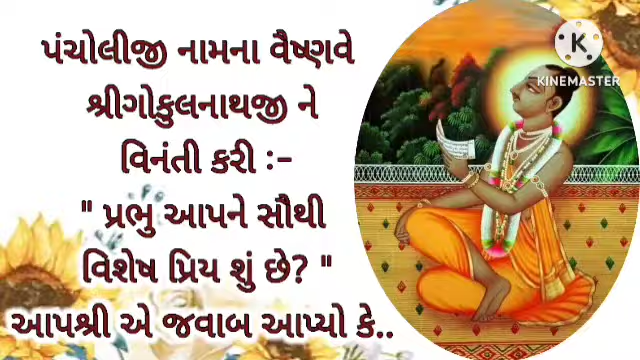 પંચોલીજી નામના વૈષ્ણવે
શ્રીગોકુલનાથજી ને
વિનંતી કરી :-
" પ્રભુ આપને સૌથી
વિશેષ પ્રિય શું છે? "
આપશ્રી એ જવાબ આપ્યો કે..
K
KINEMASTER